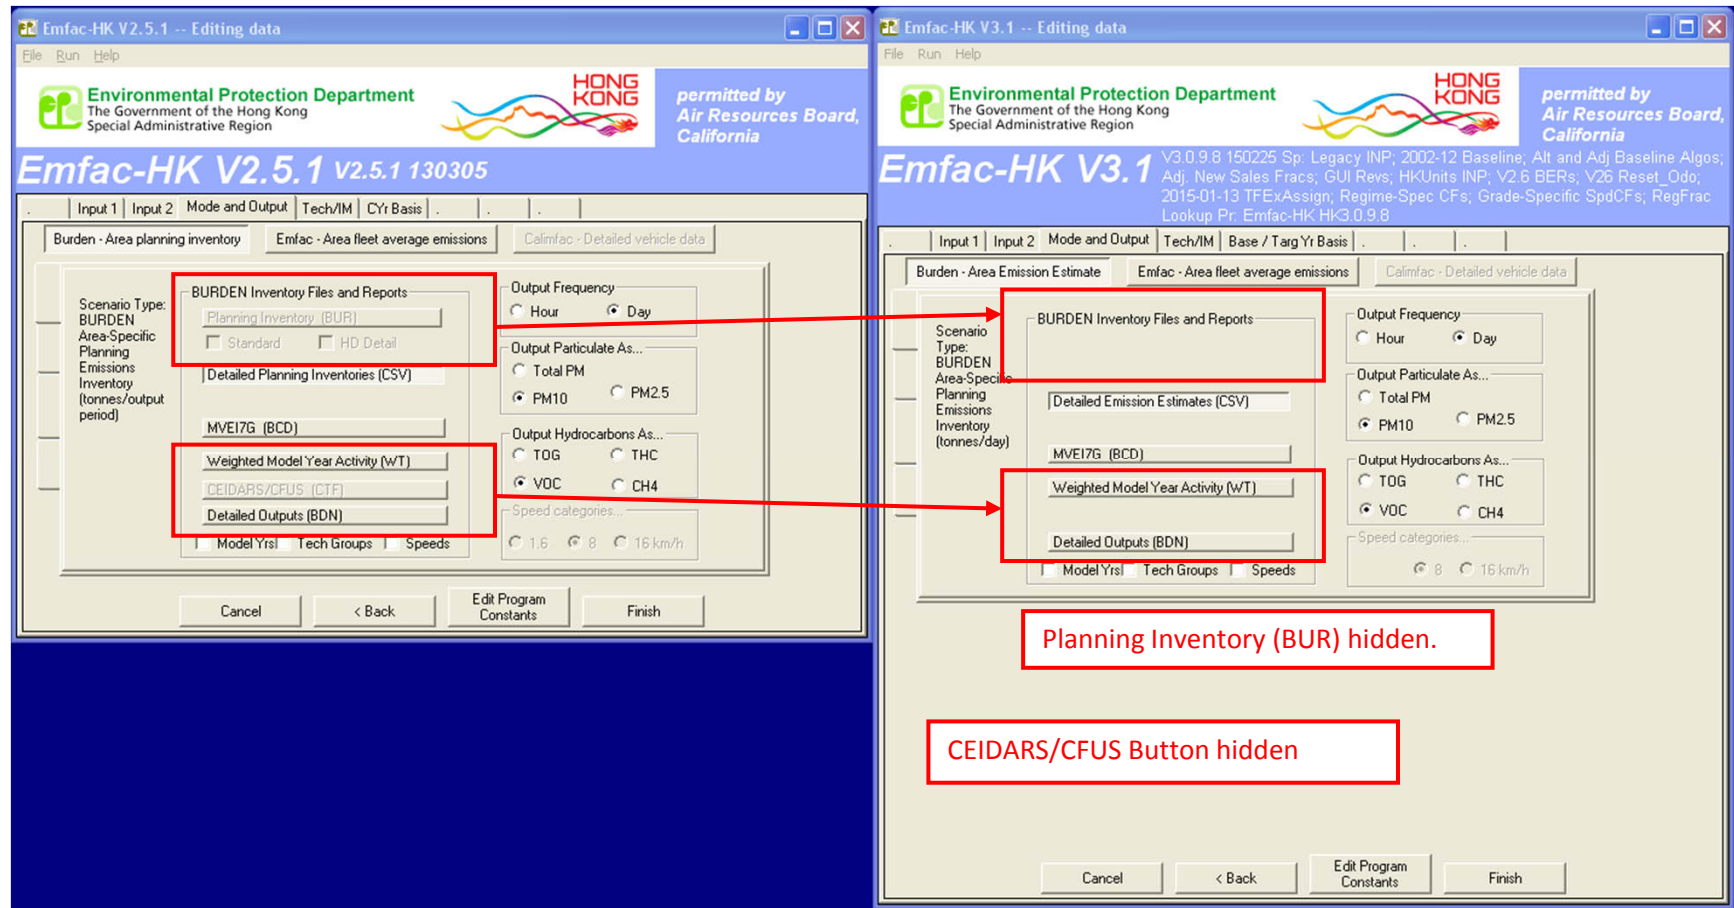 Emfac-HK V2.5.1 -- Editing data
File Run Help
Environmental Protection Department
The Government of the Hong Kong
Special Administrative Region
HONG
KONG
permitted by
Air Resources Board,
California
Emfac-HK V2.5.1 V2.5.1 130305
. Input 1 Input 2 Mode and Output Tech/IM CYr Basis . . .
Burden - Area planning inventory Emfac - Area fleet average emissions Calimfac - Detailed vehicle data
Scenario Type:
BURDEN
Area-Specific
Planning
Emissions
Inventory
(tonnes/output
period)
BURDEN Inventory Files and Reports
Planning Inventory (BUR)
Standard HD Detail
Detailed Planning Inventories (CSV)
MVEI7G (BCD)
Weighted Model Year Activity (WT)
CEIDARS/CFUS (CTF)
Detailed Outputs (BDN)
Model Yrs Tech Groups Speeds
Output Frequency
Hour Day
Output Particulate As...
Total PM
PM10 PM2.5
Output Hydrocarbons As...
TOG THC
VOC CH4
Speed categories...
1.6 8 16 km/h
Cancel < Back Edit Program Constants Finish
Emfac-HK V3.1 -- Editing data
File Run Help
Environmental Protection Department
The Government of the Hong Kong
Special Administrative Region
HONG
KONG
permitted by
Air Resources Board,
California
Emfac-HK V3.1
V3.0.9.8 150225 Sp: Legacy INP; 2002-12 Baseline; Alt and Adj Baseline Algos;
Adj. New Sales Fracs; GUI Revs; HKUnits INP; V2.6 BERs; V26 Reset_Odo;
2015-01-13 TFExAssign; Regime-Spec CFs; Grade-Specific SpdCFs; RegFrac
Lookup Pr: Emfac-HK HK3.0.9.8
. Input 1 Input 2 Mode and Output Tech/IM Base / Targ Yr Basis . . .
Burden - Area Emission Estimate Emfac - Area fleet average emissions Calimfac - Detailed vehicle data
Scenario
Type:
BURDEN
Area-Specific
Planning
Emissions
Inventory
(tonnes/day)
BURDEN Inventory Files and Reports
Detailed Emission Estimates (CSV)
MVEI7G (BCD)
Weighted Model Year Activity (WT)
Detailed Outputs (BDN)
Model Yrs Tech Groups Speeds
Output Frequency
Hour Day
Output Particulate As...
Total PM
PM10 PM2.5
Output Hydrocarbons As...
TOG THC
VOC CH4
Speed categories...
8 16 km/h
Planning Inventory (BUR) hidden.
CEIDARS/CFUS Button hidden
Cancel < Back Edit Program Constants Finish